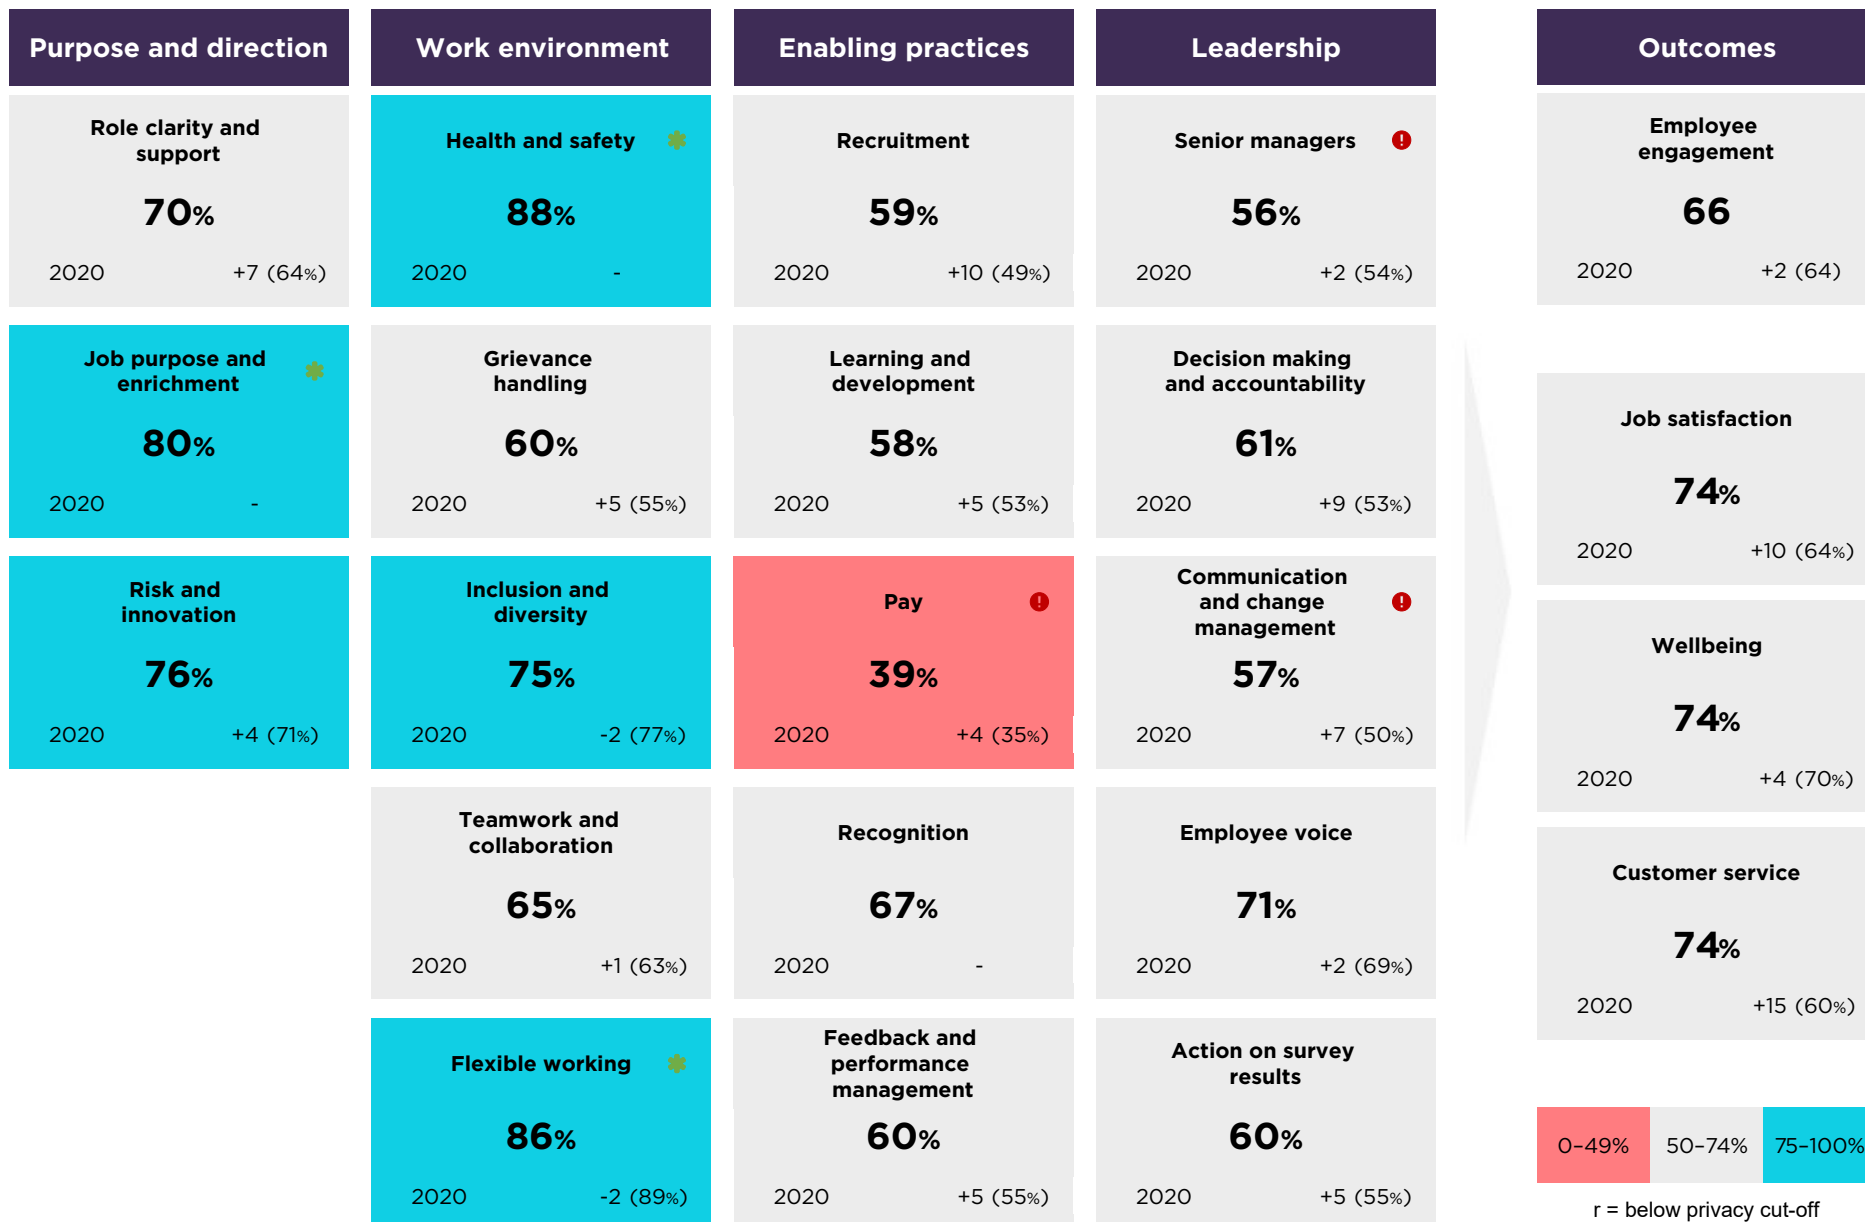 Purpose and direction
Role clarity and
support
70%
2020 +7 (64%)
Job purpose and
enrichment
80%
2020 -
Risk and
innovation
76%
2020 +4 (71%)
Work environment
Health and safety
88%
2020 -
Grievance
handling
60%
2020 +5 (55%)
Inclusion and
diversity
75%
2020 -2 (77%)
Teamwork and
collaboration
65%
2020 +1 (63%)
Flexible working
86%
2020 -2 (89%)
Enabling practices
Recruitment
59%
2020 +10 (49%)
Learning and
development
58%
2020 +5 (53%)
Pay
39%
2020 +4 (35%)
Recognition
67%
2020 -
Feedback and
performance
management
60%
2020 +5 (55%)
Leadership
Senior managers
56%
2020 +2 (54%)
Decision making
and accountability
61%
2020 +9 (53%)
Communication
and change
management
57%
2020 +7 (50%)
Employee voice
71%
2020 +2 (69%)
Action on survey
results
60%
2020 +5 (55%)
Outcomes
Employee
engagement
66
2020 +2 (64)
Job satisfaction
74%
2020 +10 (64%)
Wellbeing
74%
2020 +4 (70%)
Customer service
74%
2020 +15 (60%)
0-49% 50-74% 75-100%
r = below privacy cut-off